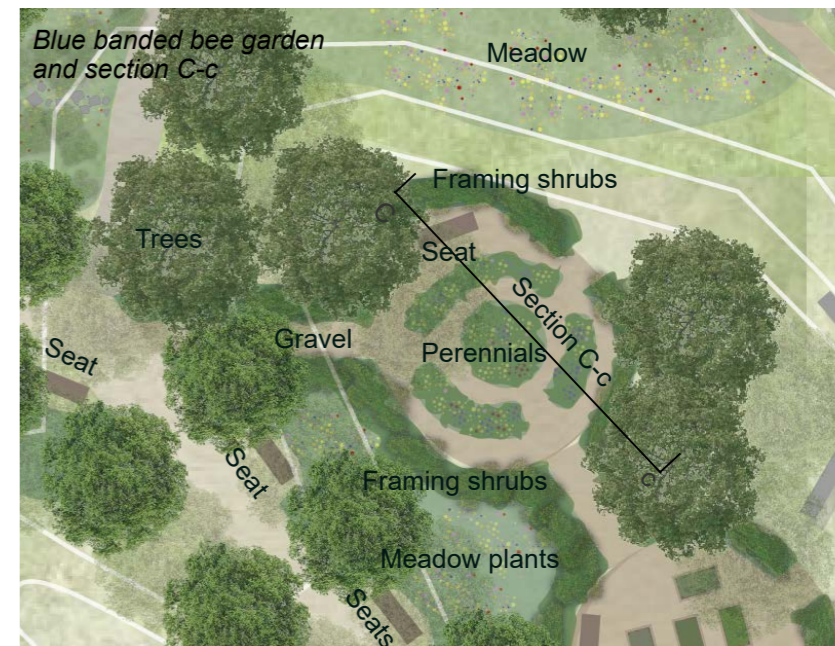 Blue banded bee garden
and section C-c
Meadow
Framing shrubs
C
Trees
Seat
Section C-c
Gravel
Perennials
Seat
Seat
Framing shrubs
c
Meadow plants
Seats